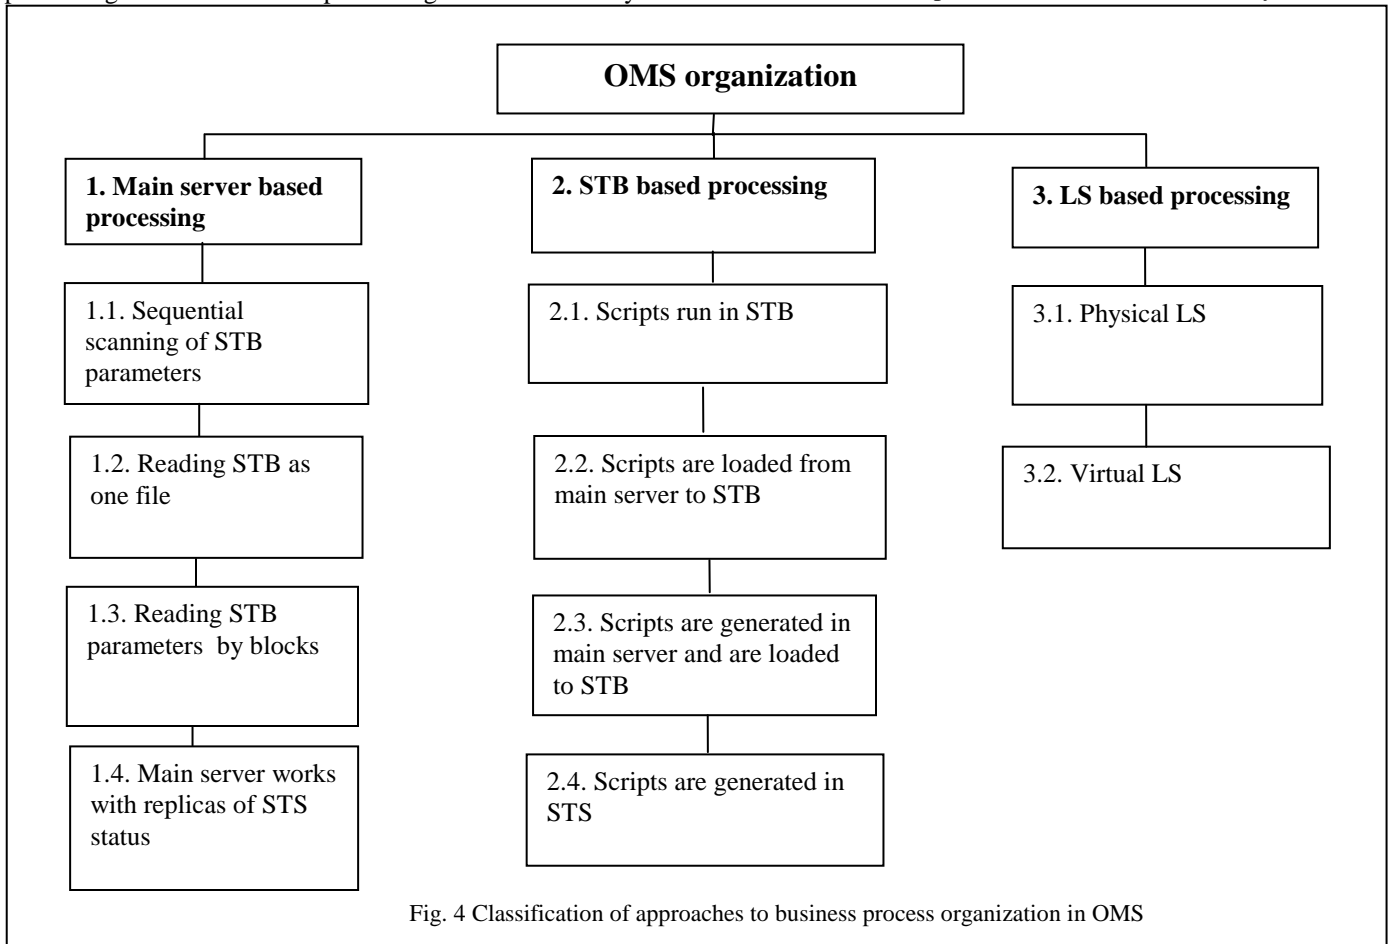 OMS organization
1. Main server based
processing
2. STB based processing
3. LS based processing
1.1. Sequential
scanning of STB
parameters
2.1. Scripts run in STB
3.1. Physical LS
1.2. Reading STB as
one file
2.2. Scripts are loaded from
main server to STB
3.2. Virtual LS
1.3. Reading STB
parameters by blocks
2.3. Scripts are generated in
main server and are loaded
to STB
1.4. Main server works
with replicas of STS
status
2.4. Scripts are generated in
STS
Fig. 4 Classification of approaches to business process organization in OMS